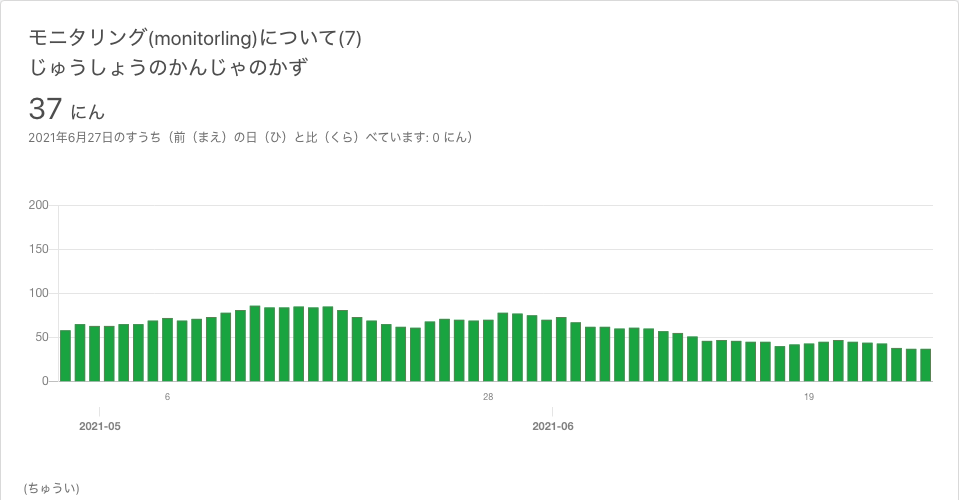 モニタリング(monitorling)について(7)
じゅうしょうのかんじゃのかず
37 にん
2021年6月27日のすうち（前（まえ）の日（ひ）と比（くら）べています: 0 にん）
200
150
100
50
0
6 28 19
2021-05 2021-06
(ちゅうい)